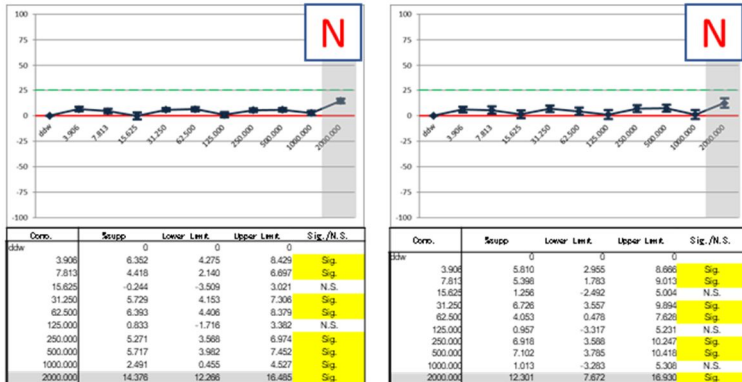 100
75
50
25
0
-25
-50
-75
-100
N
ddw 3.906 7.813 15.625 31.250 62.500 125.000 250.000 500.000 1000.000 2000.000
Conc. %supp Lower Limit Upper Limit Sig./N.S.
ddw 0 0 0
3.906 6.352 4.275 8.429 Sig.
7.813 4.418 2.140 6.697 Sig.
15.625 -0.244 -3.509 3.021 N.S.
31.250 5.729 4.153 7.306 Sig.
62.500 6.393 4.406 8.379 Sig.
125.000 0.833 -1.716 3.382 N.S.
250.000 5.271 3.568 6.974 Sig.
500.000 5.717 3.982 7.452 Sig.
1000.000 2.491 0.455 4.527 Sig.
2000.000 14.376 12.266 16.485 Sig.
100
75
50
25
0
-25
-50
-75
-100
N
ddw 3.906 7.813 15.625 31.250 62.500 125.000 250.000 500.000 1000.000 2000.000
Conc. %supp Lower Limit Upper Limit Sig./N.S.
ddw 0 0 0
3.906 5.810 2.955 8.666 Sig.
7.813 5.398 1.783 9.013 Sig.
15.625 1.256 -2.492 5.004 N.S.
31.250 6.726 3.557 9.894 Sig.
62.500 4.053 0.478 7.628 Sig.
125.000 0.957 -3.317 5.231 N.S.
250.000 6.918 3.588 10.247 Sig.
500.000 7.102 3.785 10.418 Sig.
1000.000 1.013 -3.283 5.308 N.S.
2000.000 12.301 7.672 16.930 Sig.